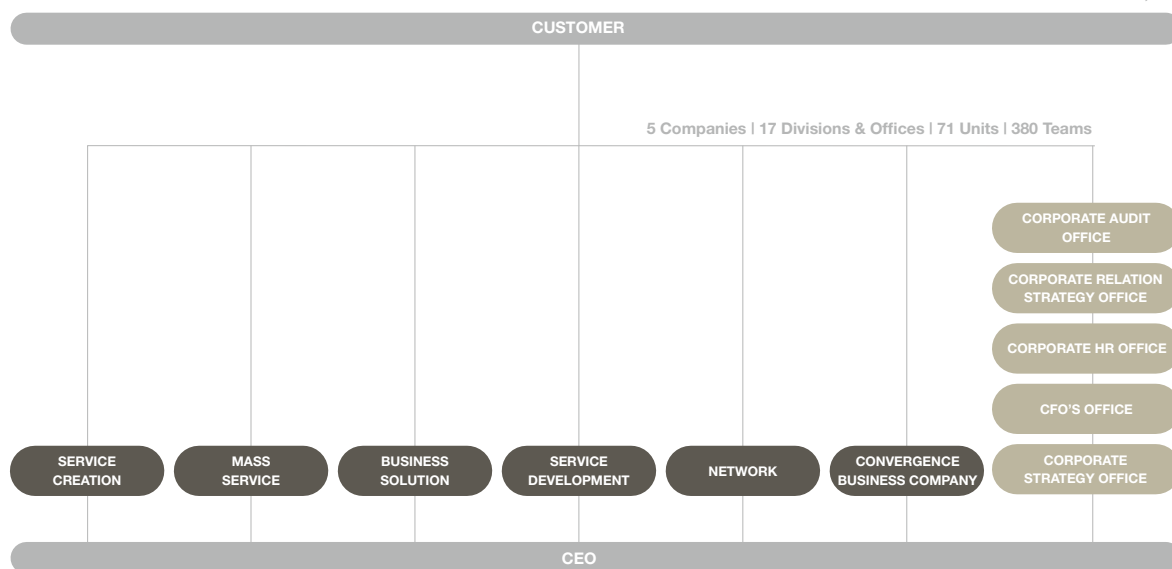 CUSTOMER
5 Companies | 17 Divisions & Offices | 71 Units | 380 Teams
CORPORATE AUDIT
OFFICE
CORPORATE RELATION
STRATEGY OFFICE
CORPORATE HR OFFICE
CFO'S OFFICE
SERVICE
CREATION
MASS
SERVICE
BUSINESS
SOLUTION
SERVICE
DEVELOPMENT
NETWORK
CONVERGENCE
BUSINESS COMPANY
CORPORATE
STRATEGY OFFICE
CEO